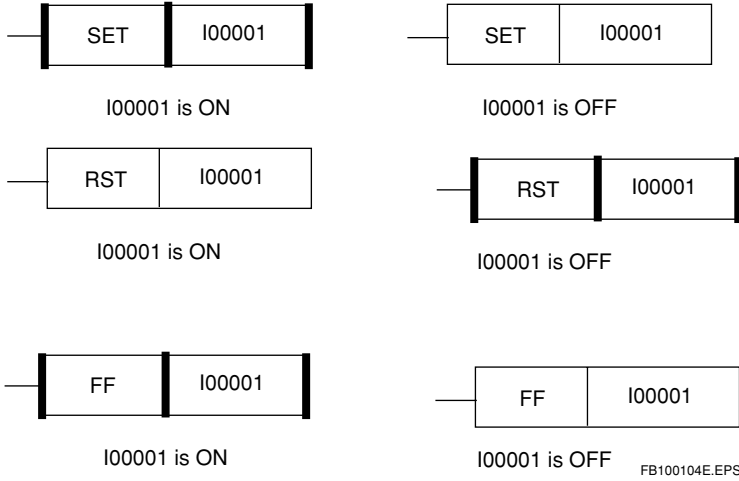 SET I00001 SET I00001
I00001 is ON I00001 is OFF
RST I00001 RST I00001
I00001 is ON I00001 is OFF
FF I00001 FF I00001
I00001 is ON I00001 is OFF
FB100104E.EPS